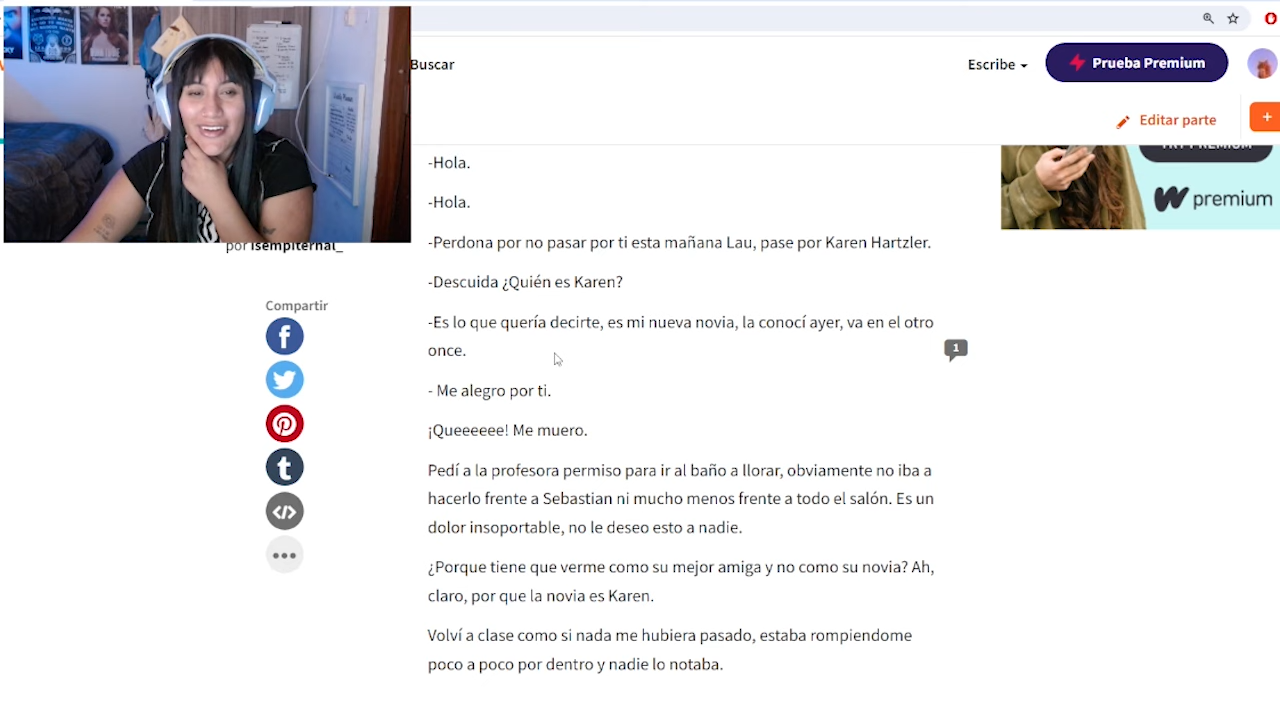 Buscar
Escribe
Prueba Premium
Editar parte
+
-Hola.
-Hola.
premium
por isempiternal_
-Perdona por no pasar por ti esta mañana Lau, pase por Karen Hartzler.
-Descuida ¿Quién es Karen?
Compartir
-Es lo que quería decirte, es mi nueva novia, la conocí ayer, va en el otro
once.
1
- Me alegro por ti.
¡Queeeeee! Me muero.
Pedí a la profesora permiso para ir al baño a llorar, obviamente no iba a
hacerlo frente a Sebastian ni mucho menos frente a todo el salón. Es un
dolor insoportable, no le deseo esto a nadie.
¿Porque tiene que verme como su mejor amiga y no como su novia? Ah,
claro, por que la novia es Karen.
Volví a clase como si nada me hubiera pasado, estaba rompiendome
poco a poco por dentro y nadie lo notaba.